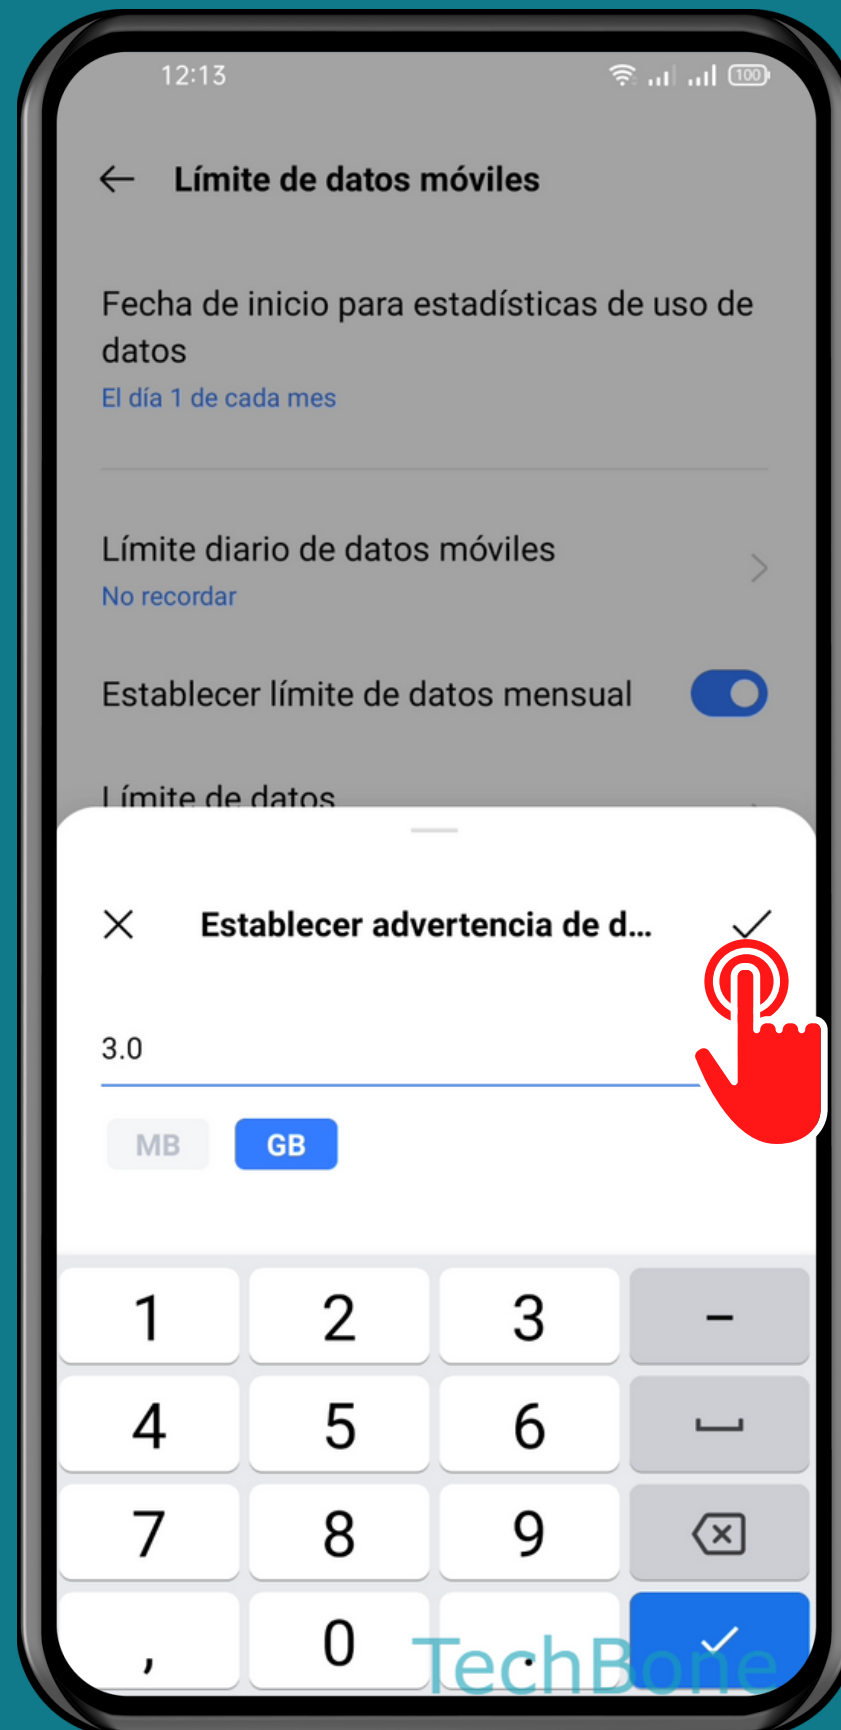 12:13
100
Límite de datos móviles
Fecha de inicio para estadísticas de uso de
datos
El día 1 de cada mes
Límite diario de datos móviles
No recordar
Establecer límite de datos mensual
Límite de datos
Establecer advertencia de d...
3.0
MB GB
1 2 3 –
4 5 6
7 8 9
, 0 .
TechBone